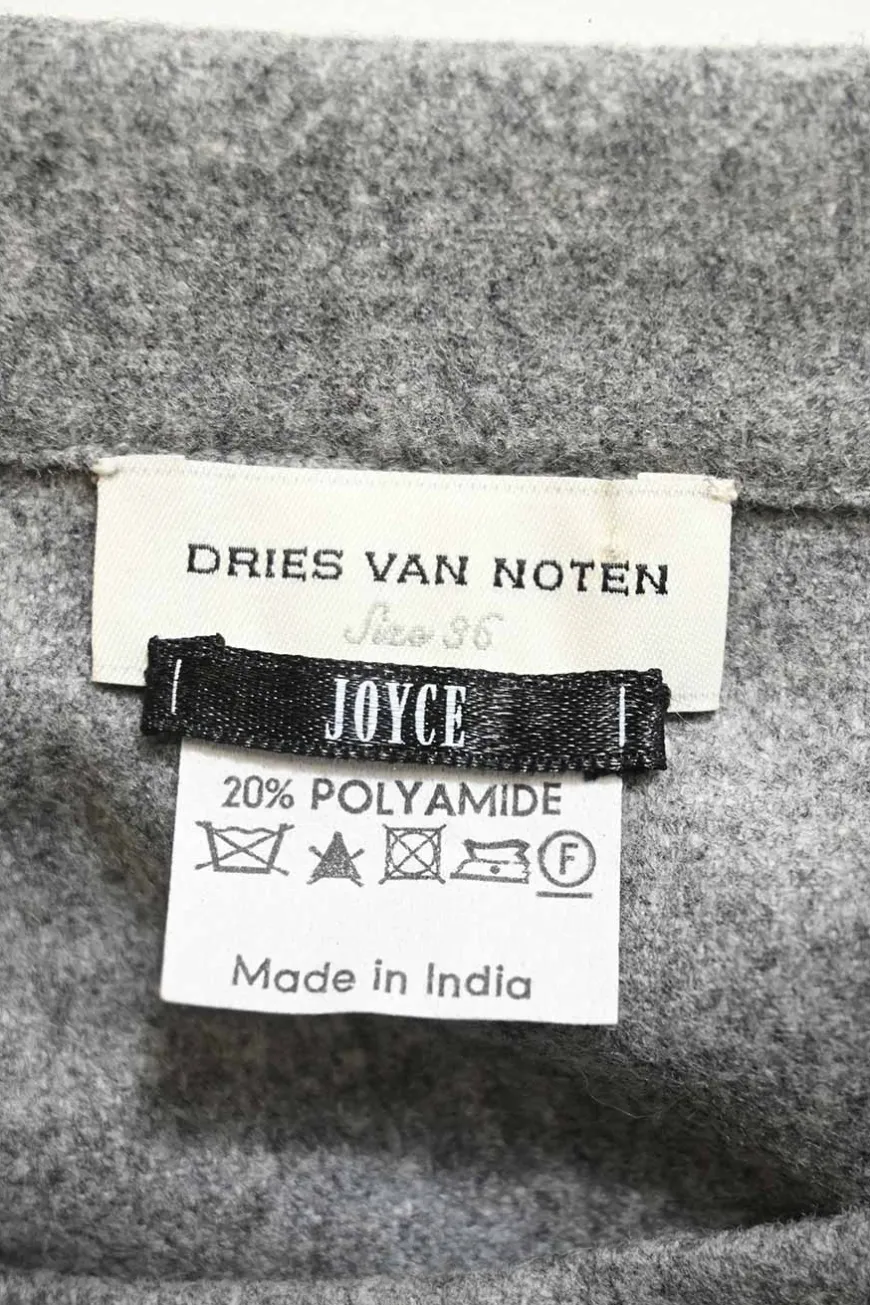 DRIES VAN NOTEN
Size 36
JOYCE
20% POLYAMIDE
F
Made in India